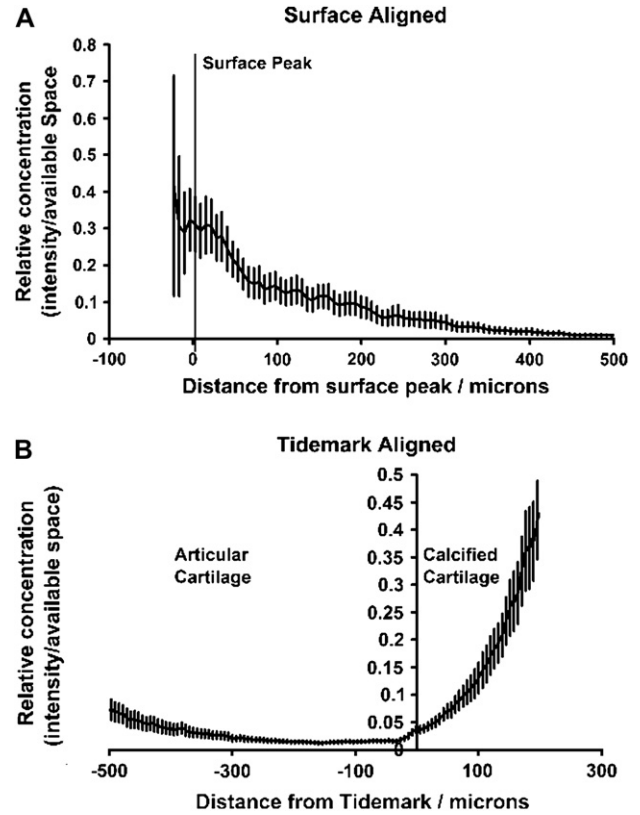 A
Surface Aligned
Relative concentration
(intensity/available Space
0.8
0.7
0.6
0.5
0.4
0.3
0.2
0.1
0
Surface Peak
-100
0
100
200
300
400
500
Distance from surface peak / microns
B
Tidemark Aligned
Relative concentration
(intensity/available space)
0.5
0.45
0.4
0.35
0.3
0.25
0.2
0.15
0.1
0.05
0
Articular
Cartilage
Calcified
Cartilage
-500
-300
-100
100
300
Distance from Tidemark / microns